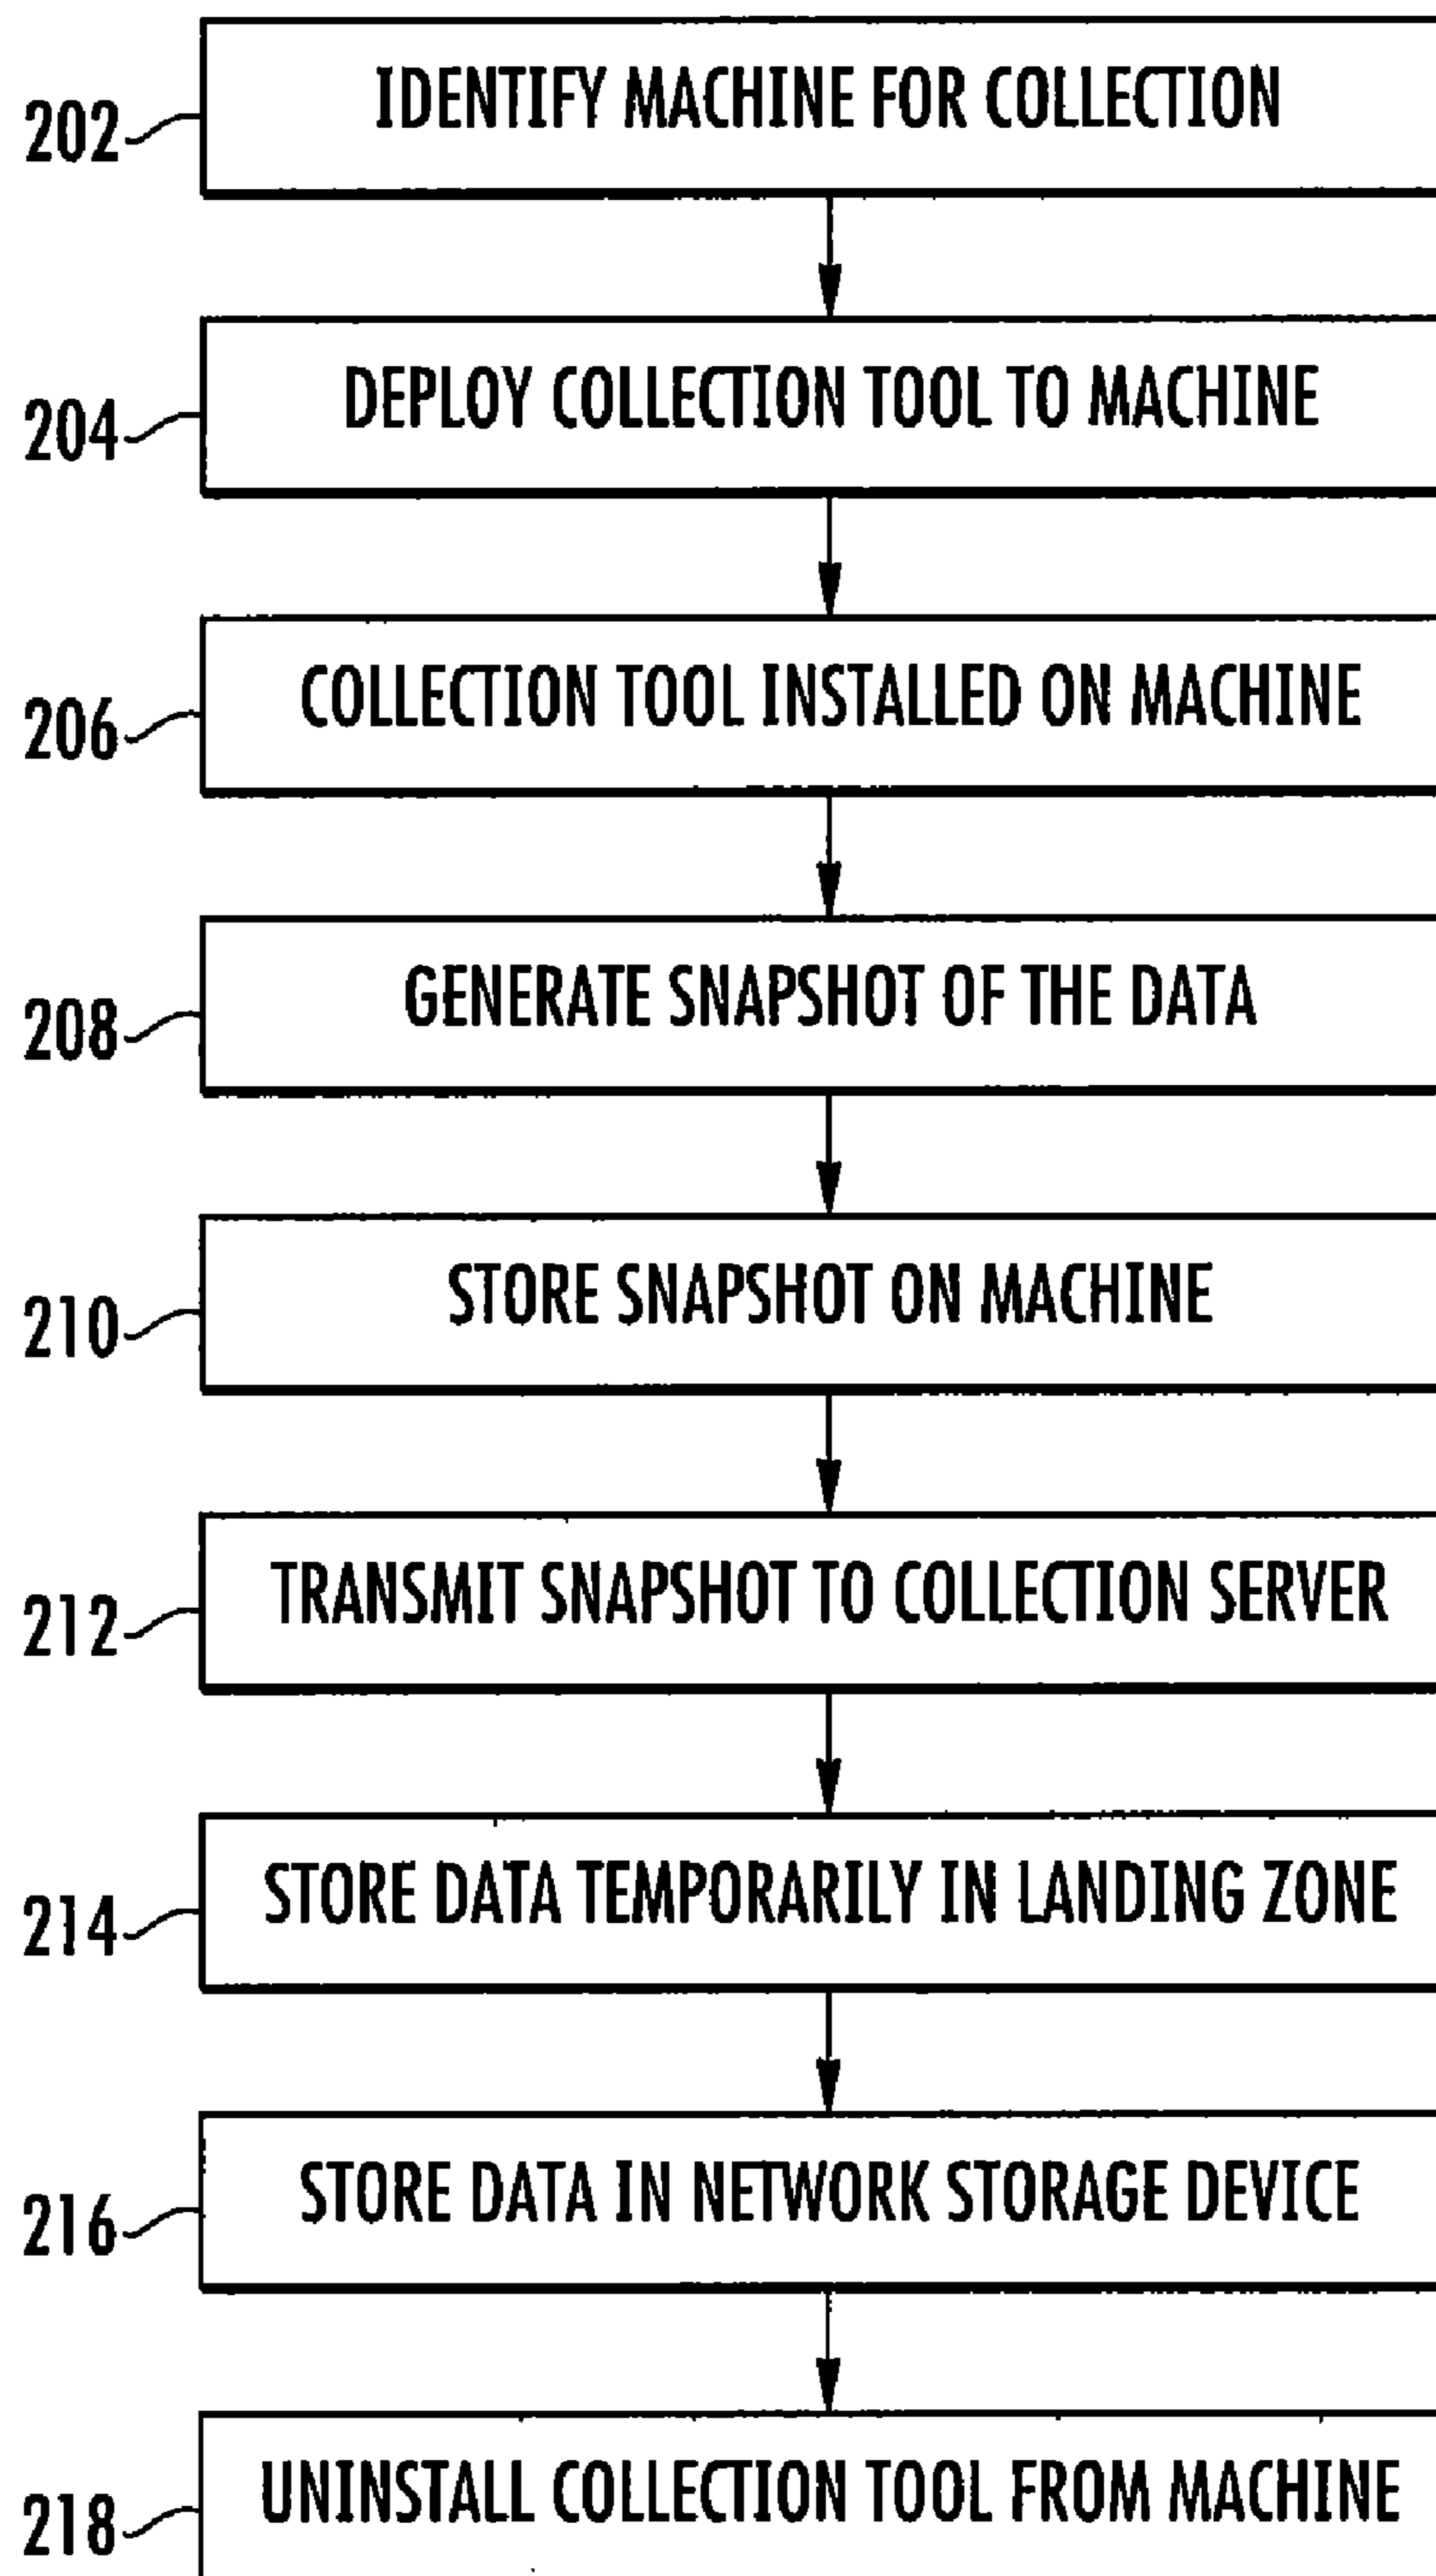 202 IDENTIFY MACHINE FOR COLLECTION
204 DEPLOY COLLECTION TOOL TO MACHINE
206 COLLECTION TOOL INSTALLED ON MACHINE
208 GENERATE SNAPSHOT OF THE DATA
210 STORE SNAPSHOT ON MACHINE
212 TRANSMIT SNAPSHOT TO COLLECTION SERVER
214 STORE DATA TEMPORARILY IN LANDING ZONE
216 STORE DATA IN NETWORK STORAGE DEVICE
218 UNINSTALL COLLECTION TOOL FROM MACHINE